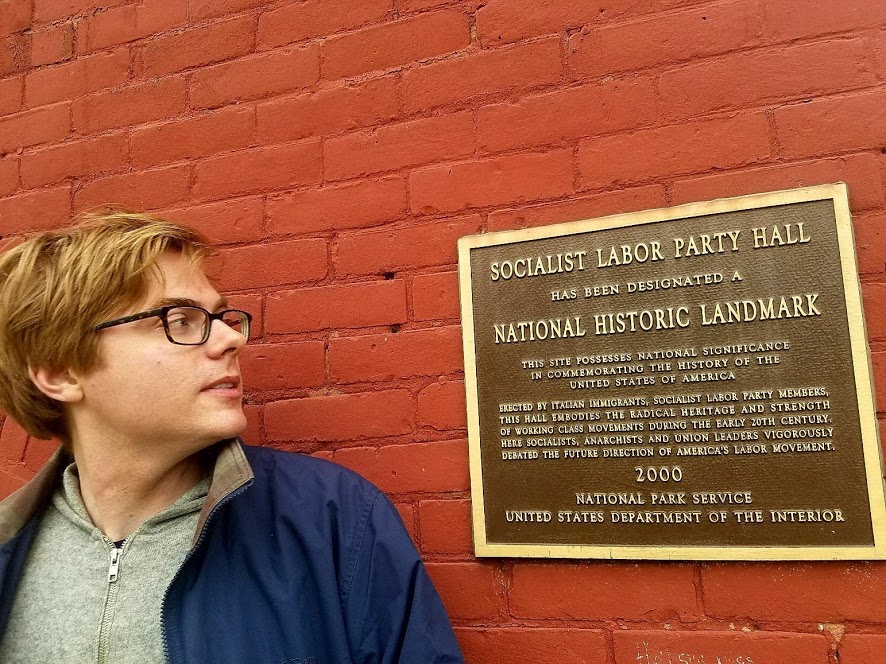 SOCIALIST LABOR PARTY HALL
HAS BEEN DESIGNATED A
NATIONAL HISTORIC LANDMARK
THIS SITE POSSESSES NATIONAL SIGNIFICANCE
IN COMMEMORATING THE HISTORY OF THE
UNITED STATES OF AMERICA
ERECTED BY ITALIAN IMMIGRANTS, SOCIALIST LABOR PARTY MEMBERS,
THIS HALL EMBODIES THE RADICAL HERITAGE AND STRENGTH
OF WORKING CLASS MOVEMENTS DURING THE EARLY 20TH CENTURY.
HERE SOCIALISTS, ANARCHISTS AND UNION LEADERS VIGOROUSLY
DEBATED THE FUTURE DIRECTION OF AMERICA'S LABOR MOVEMENT.
2000
NATIONAL PARK SERVICE
UNITED STATES DEPARTMENT OF THE INTERIOR